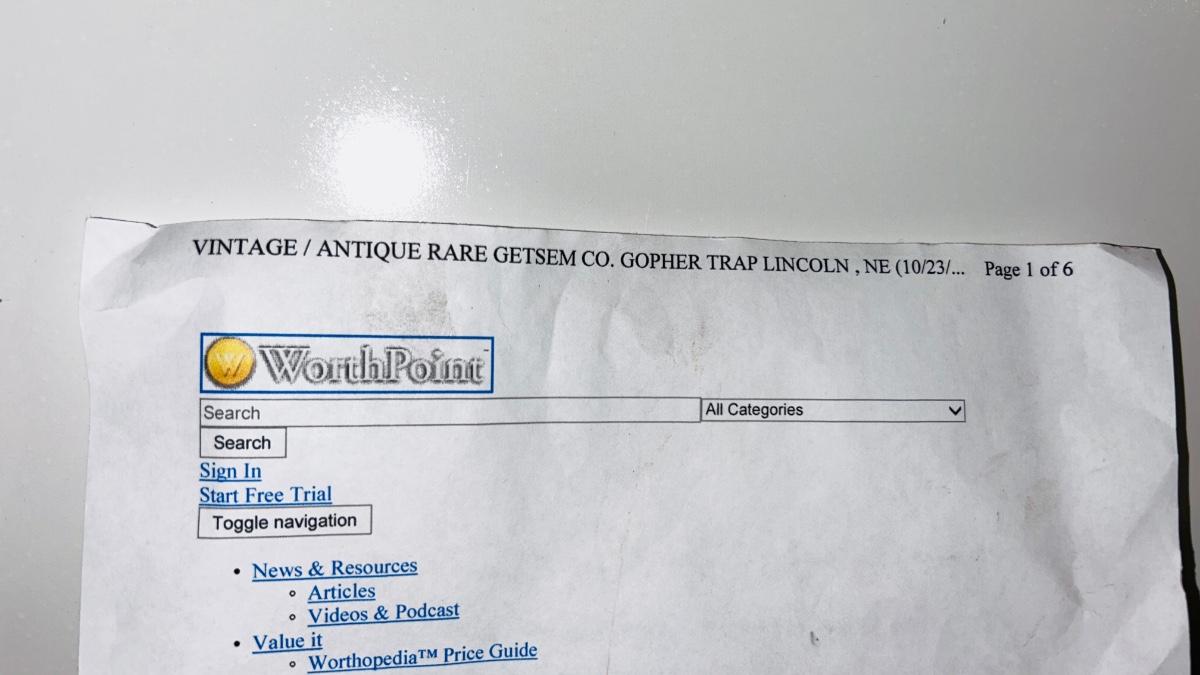 VINTAGE / ANTIQUE RARE GETSEM CO. GOPHER TRAP LINCOLN , NE (10/23/... Page 1 of 6
W WorthPoint™
Search All Categories
Search
Sign In
Start Free Trial
Toggle navigation
• News & Resources
◦ Articles
◦ Videos & Podcast
• Value it
◦ Worthopedia™ Price Guide